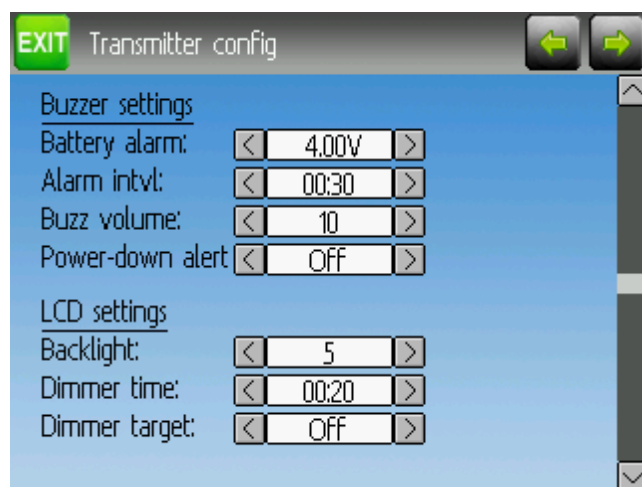 EXIT Transmitter config
Buzzer settings
Battery alarm: < 4.00V >
Alarm intvl: < 00:30 >
Buzz volume: < 10 >
Power-down alert < Off >
LCD settings
Backlight: < 5 >
Dimmer time: < 00:20 >
Dimmer target: < Off >